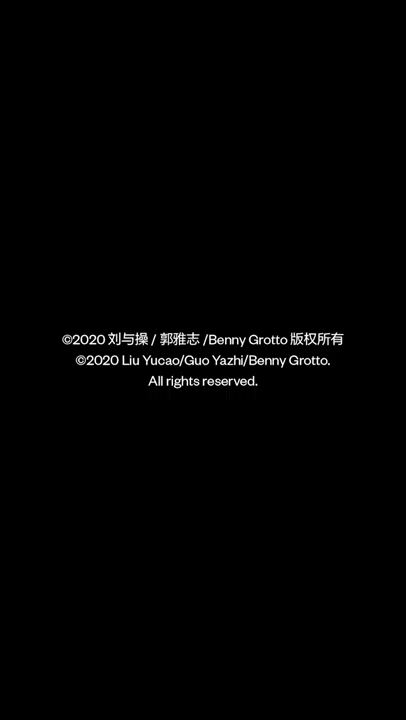 ©2020 刘与操 / 郭雅志 /Benny Grotto 版权所有
©2020 Liu Yucao/Guo Yazhi/Benny Grotto.
All rights reserved.